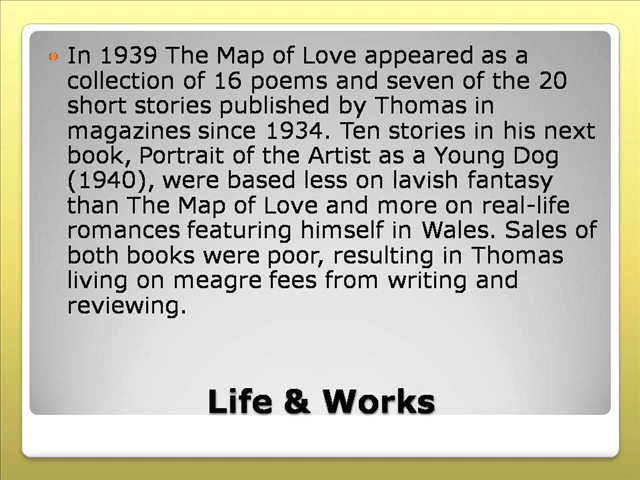 In 1939 The Map of Love appeared as a
collection of 16 poems and seven of the 20
short stories published by Thomas in
magazines since 1934. Ten stories in his next
book, Portrait of the Artist as a Young Dog
(1940), were based less on lavish fantasy
than The Map of Love and more on real-life
romances featuring himself in Wales. Sales of
both books were poor, resulting in Thomas
living on meagre fees from writing and
reviewing.
Life & Works